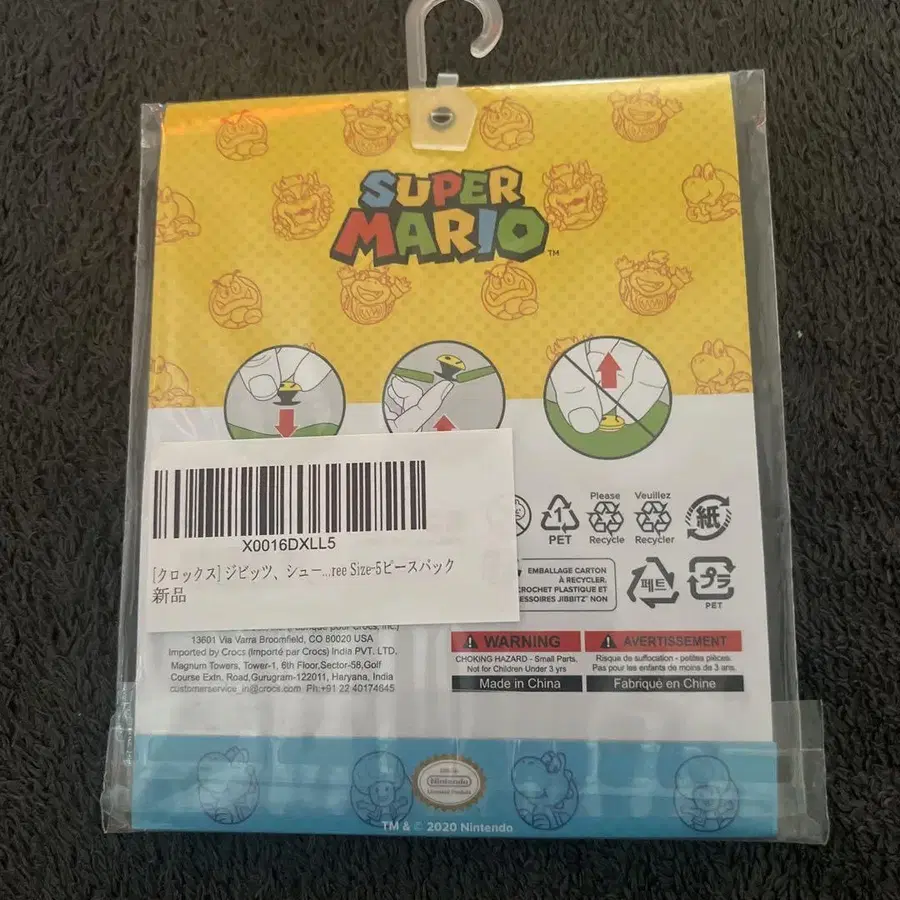 SUPER
MARIO™
X0016DXLL5
[クロックス] ジビッツ、シュー...ree Size-5ピースパック
新品
1
PET
Please
Recycle
Veuillez
Recycler
紙
EMBALLAGE CARTON
À RECYCLER.
CROCHET PLASTIQUE ET
ESSOIRES JIBBITZ™ NON
페트
プラ
PET
13601 Via Varra Broomfield, CO 80020 USA
Imported by Crocs (Importé par Crocs) India PVT. LTD.
Magnum Towers, Tower-1, 6th Floor,Sector-58,Golf
Course Extn. Road,Gurugram-122011, Haryana, India
customerservice_in@crocs.com Ph:+91 22 40174645
WARNING
CHOKING HAZARD - Small Parts.
Not for Children Under 3 yrs
Made in China
AVERTISSEMENT
Risque de suffocation - petites pièces.
Pas pour les enfants de moins de 3 ans.
Fabriqué en Chine
Nintendo
Licensed Product
TM & © 2020 Nintendo